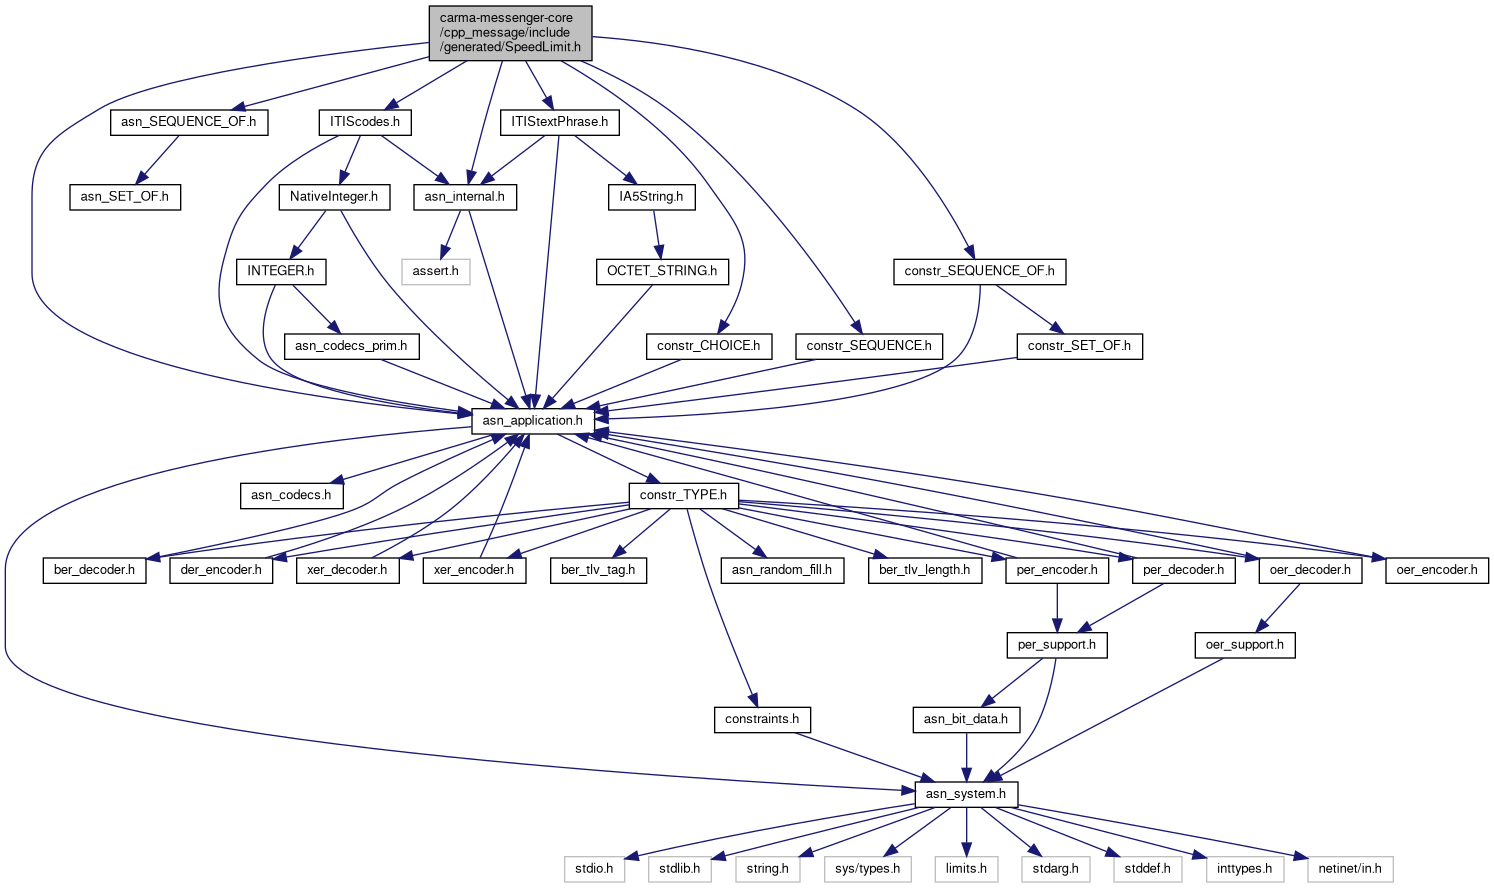 carma-messenger-core
/cpp_message/include
/generated/SpeedLimit.h
asn_SEQUENCE_OF.h
ITIScodes.h
ITIStextPhrase.h
asn_SET_OF.h
NativeInteger.h
asn_internal.h
IA5String.h
INTEGER.h
assert.h
OCTET_STRING.h
constr_SEQUENCE_OF.h
asn_codecs_prim.h
constr_CHOICE.h
constr_SEQUENCE.h
constr_SET_OF.h
asn_application.h
asn_codecs.h
constr_TYPE.h
ber_decoder.h
der_encoder.h
xer_decoder.h
xer_encoder.h
ber_tlv_tag.h
asn_random_fill.h
ber_tlv_length.h
per_encoder.h
per_decoder.h
oer_decoder.h
oer_encoder.h
per_support.h
oer_support.h
constraints.h
asn_bit_data.h
asn_system.h
stdio.h
stdlib.h
string.h
sys/types.h
limits.h
stdarg.h
stddef.h
inttypes.h
netinet/in.h